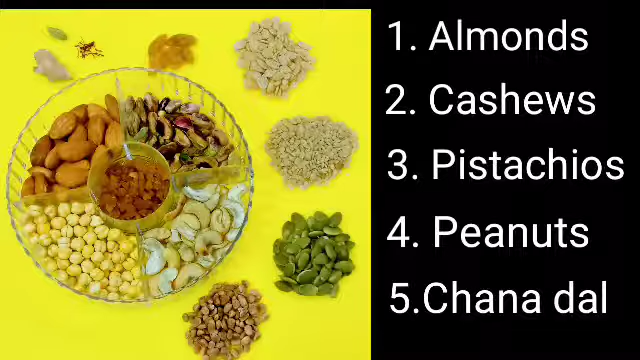 1. Almonds
2. Cashews
3. Pistachios
4. Peanuts
5.Chana dal